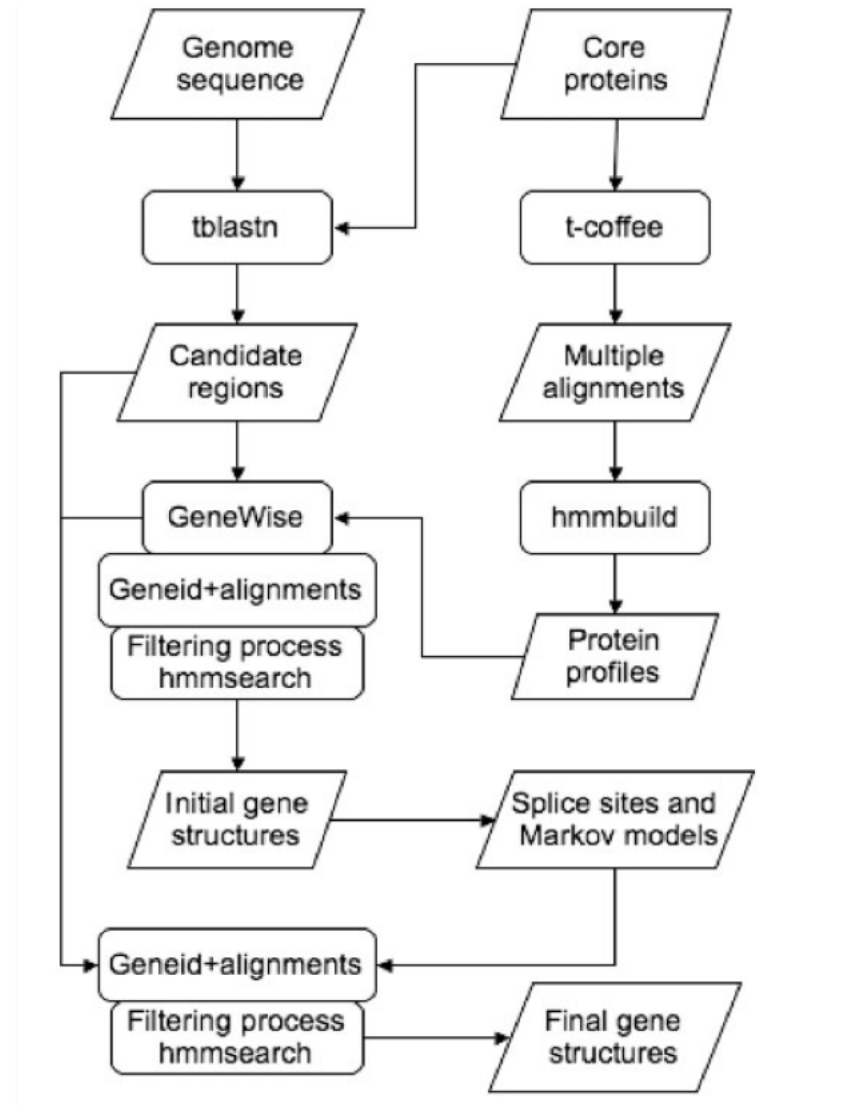 Genome
sequence
Core
proteins
tblastn
t-coffee
Candidate
regions
Multiple
alignments
GeneWise
hmmbuild
Geneid+alignments
Filtering process
hmmsearch
Protein
profiles
Initial gene
structures
Splice sites and
Markov models
Geneid+alignments
Filtering process
hmmsearch
Final gene
structures